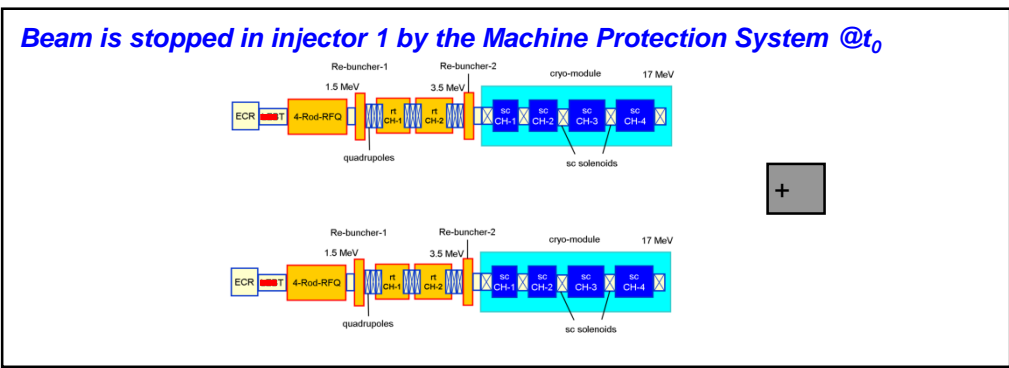 Beam is stopped in injector 1 by the Machine Protection System @t₀
Re-buncher-1 Re-buncher-2
cryo-module 17 MeV
1.5 MeV 3.5 MeV
ECR T 4-Rod-RFQ rt CH-1 rt CH-2 sc CH-1 sc CH-2 sc CH-3 sc CH-4
quadrupoles
sc solenoids
+
Re-buncher-1 Re-buncher-2
cryo-module 17 MeV
1.5 MeV 3.5 MeV
ECR T 4-Rod-RFQ rt CH-1 rt CH-2 sc CH-1 sc CH-2 sc CH-3 sc CH-4
quadrupoles
sc solenoids